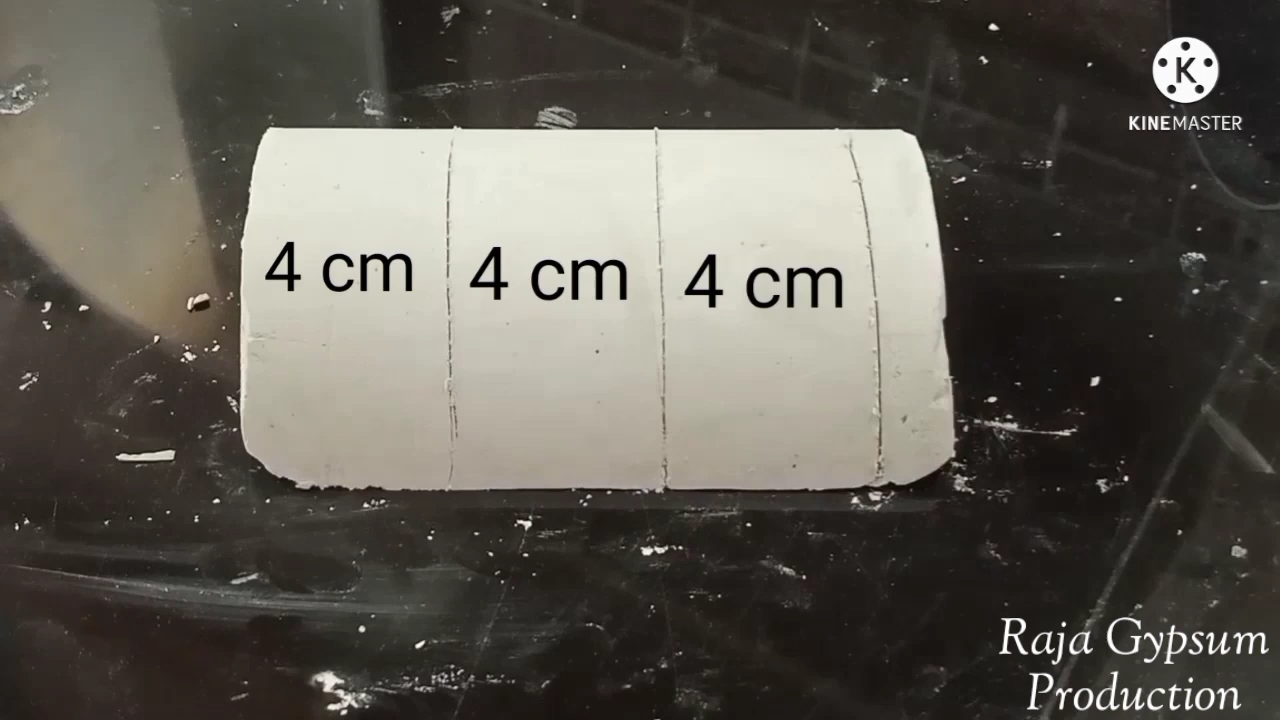 K
KINEMASTER
4 cm 4 cm 4 cm
Raja Gypsum
Production